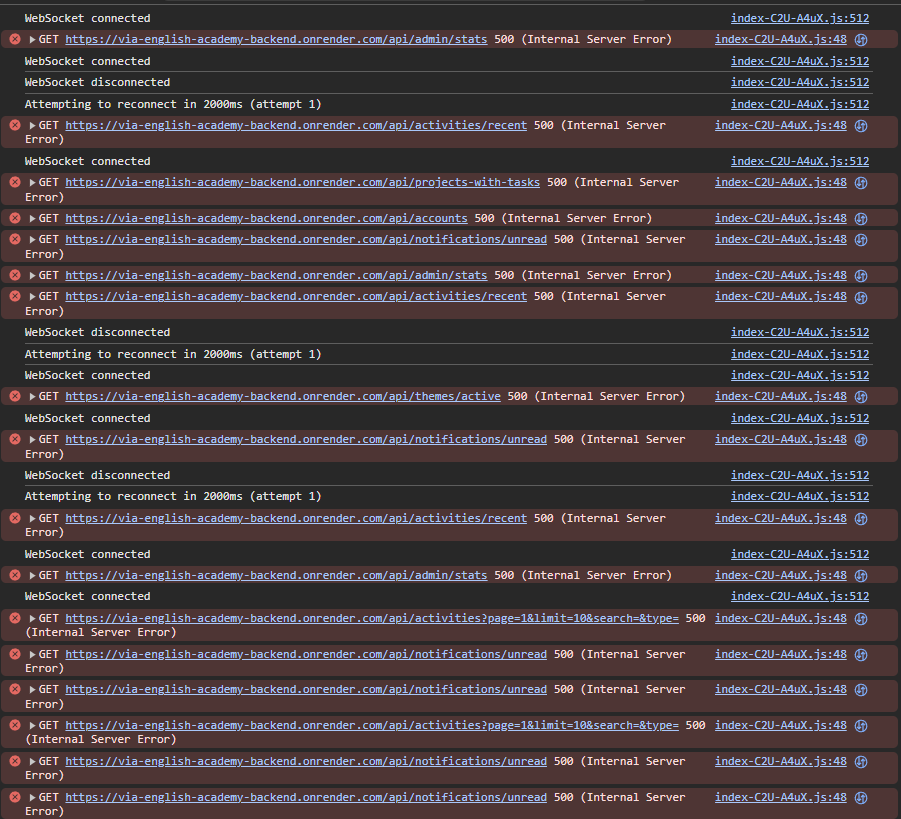 WebSocket connected index-C2U-A4uX.js:512
GET https://via-english-academy-backend.onrender.com/api/admin/stats 500 (Internal Server Error) index-C2U-A4uX.js:48
WebSocket connected index-C2U-A4uX.js:512
WebSocket disconnected index-C2U-A4uX.js:512
Attempting to reconnect in 2000ms (attempt 1) index-C2U-A4uX.js:512
GET https://via-english-academy-backend.onrender.com/api/activities/recent 500 (Internal Server index-C2U-A4uX.js:48
Error)
WebSocket connected index-C2U-A4uX.js:512
GET https://via-english-academy-backend.onrender.com/api/projects-with-tasks 500 (Internal Server index-C2U-A4uX.js:48
Error)
GET https://via-english-academy-backend.onrender.com/api/accounts 500 (Internal Server Error) index-C2U-A4uX.js:48
GET https://via-english-academy-backend.onrender.com/api/notifications/unread 500 (Internal Server index-C2U-A4uX.js:48
Error)
GET https://via-english-academy-backend.onrender.com/api/admin/stats 500 (Internal Server Error) index-C2U-A4uX.js:48
GET https://via-english-academy-backend.onrender.com/api/activities/recent 500 (Internal Server index-C2U-A4uX.js:48
Error)
WebSocket disconnected index-C2U-A4uX.js:512
Attempting to reconnect in 2000ms (attempt 1) index-C2U-A4uX.js:512
WebSocket connected index-C2U-A4uX.js:512
GET https://via-english-academy-backend.onrender.com/api/themes/active 500 (Internal Server Error) index-C2U-A4uX.js:48
WebSocket connected index-C2U-A4uX.js:512
GET https://via-english-academy-backend.onrender.com/api/notifications/unread 500 (Internal Server index-C2U-A4uX.js:48
Error)
WebSocket disconnected index-C2U-A4uX.js:512
Attempting to reconnect in 2000ms (attempt 1) index-C2U-A4uX.js:512
GET https://via-english-academy-backend.onrender.com/api/activities/recent 500 (Internal Server index-C2U-A4uX.js:48
Error)
WebSocket connected index-C2U-A4uX.js:512
GET https://via-english-academy-backend.onrender.com/api/admin/stats 500 (Internal Server Error) index-C2U-A4uX.js:48
WebSocket connected index-C2U-A4uX.js:512
GET https://via-english-academy-backend.onrender.com/api/activities?page=1&limit=10&search=&type= 500 index-C2U-A4uX.js:48
(Internal Server Error)
GET https://via-english-academy-backend.onrender.com/api/notifications/unread 500 (Internal Server index-C2U-A4uX.js:48
Error)
GET https://via-english-academy-backend.onrender.com/api/notifications/unread 500 (Internal Server index-C2U-A4uX.js:48
Error)
GET https://via-english-academy-backend.onrender.com/api/activities?page=1&limit=10&search=&type= 500 index-C2U-A4uX.js:48
(Internal Server Error)
GET https://via-english-academy-backend.onrender.com/api/notifications/unread 500 (Internal Server index-C2U-A4uX.js:48
Error)
GET https://via-english-academy-backend.onrender.com/api/notifications/unread 500 (Internal Server index-C2U-A4uX.js:48
Error)